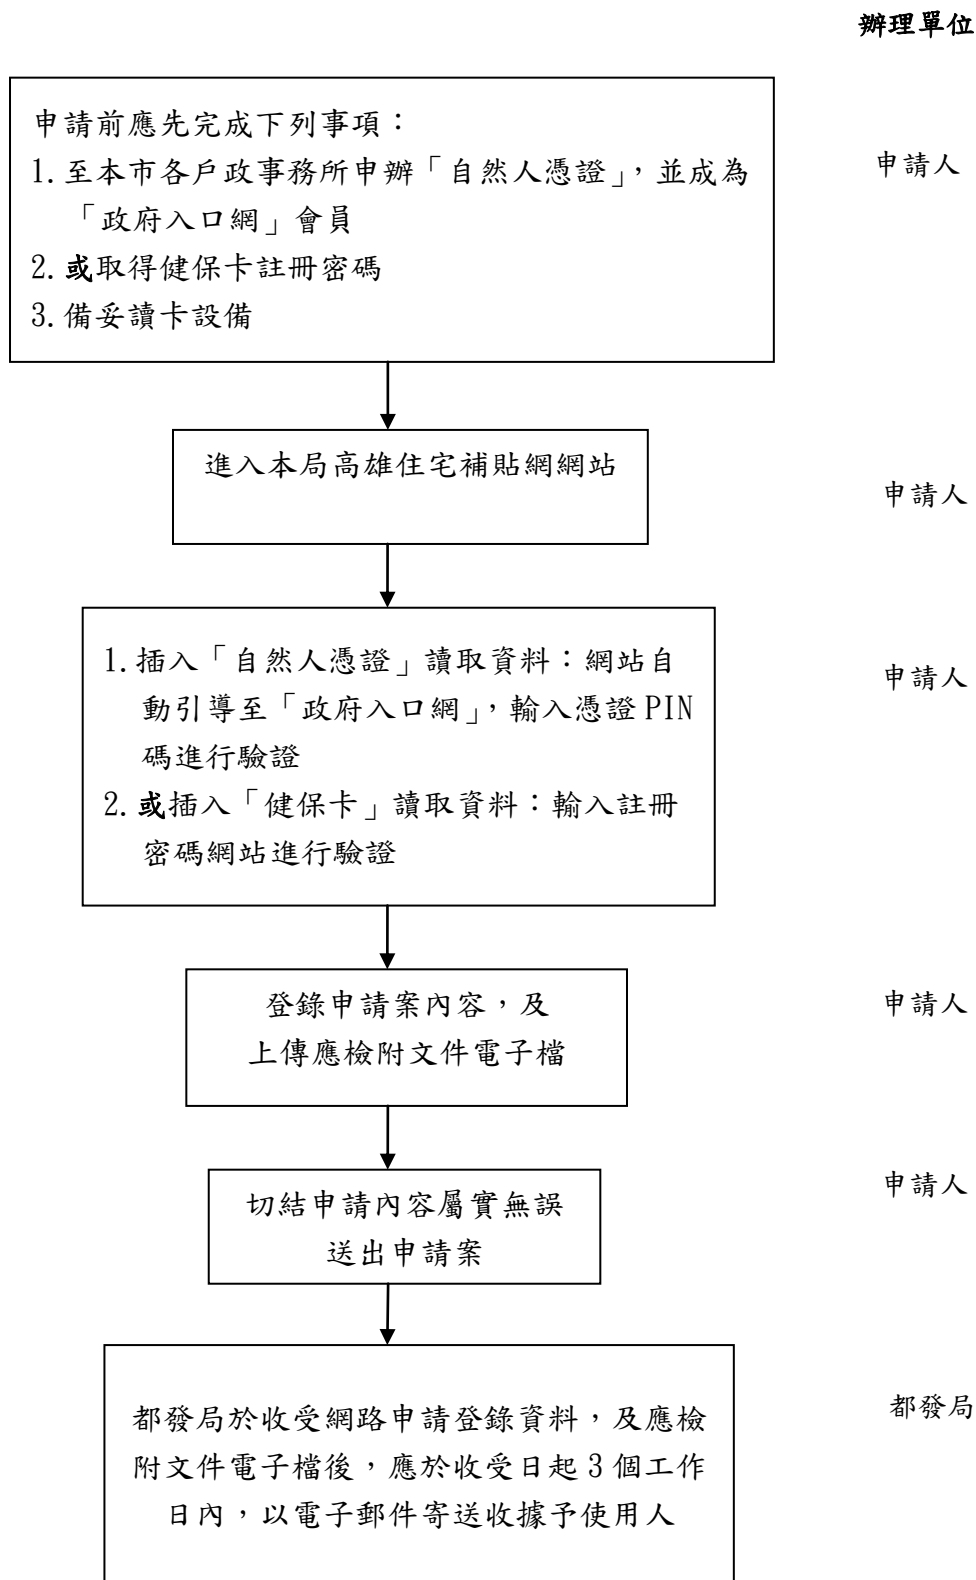 辦理單位
申請前應先完成下列事項：
1.至本市各戶政事務所申辦「自然人憑證」，並成為
「政府入口網」會員
2.或取得健保卡註冊密碼
3.備妥讀卡設備
申請人
進入本局高雄住宅補貼網網站
申請人
1.插入「自然人憑證」讀取資料：網站自
動引導至「政府入口網」，輸入憑證 PIN
碼進行驗證
2.或插入「健保卡」讀取資料：輸入註冊
密碼網站進行驗證
申請人
登錄申請案內容，及
上傳應檢附文件電子檔
申請人
切結申請內容屬實無誤
送出申請案
申請人
都發局於收受網路申請登錄資料，及應檢
附文件電子檔後，應於收受日起 3 個工作
日內，以電子郵件寄送收據予使用人
都發局